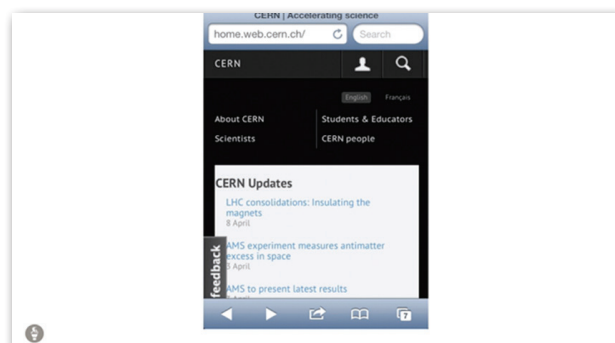 CERN | Accelerating science
home.web.cern.ch/
Search
CERN
English Français
About CERN Students & Educators
Scientists CERN people
CERN Updates
LHC consolidations: Insulating the
magnets
8 April
AMS experiment measures antimatter
excess in space
AMS to present latest results
feedback
7